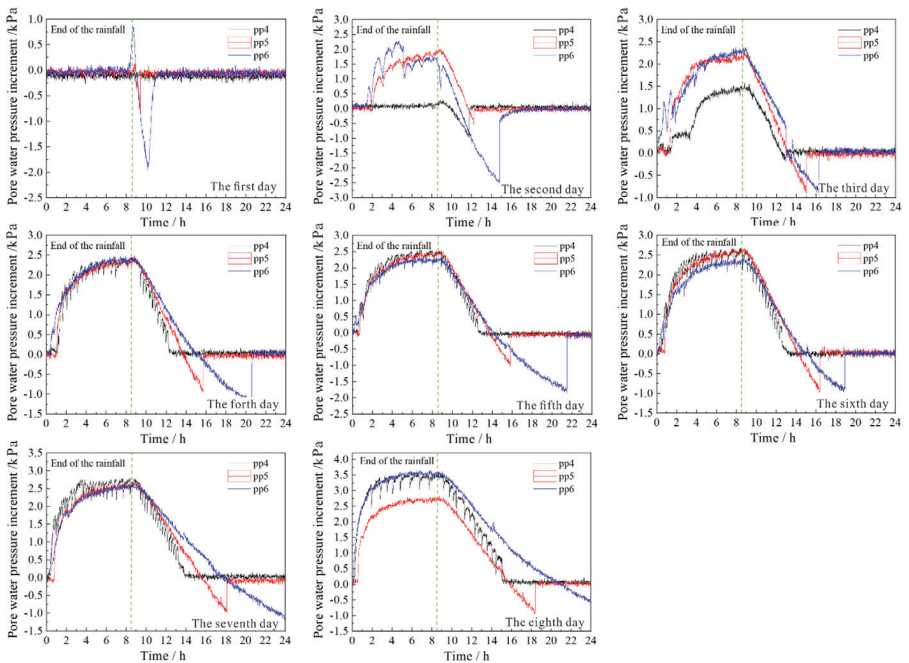 Pore water pressure increment /kPa
1.0
0.5
0.0
-0.5
-1.0
-1.5
-2.0
-2.5
End of the rainfall
pp4
pp5
pp6
The first day
0 2 4 6 8 10 12 14 16 18 20 22 24
Time / h
Pore water pressure increment /kPa
3.0
2.5
2.0
1.5
1.0
0.5
0.0
-0.5
-1.0
-1.5
-2.0
-2.5
-3.0
End of the rainfall
pp4
pp5
pp6
The second day
0 2 4 6 8 10 12 14 16 18 20 22 24
Time / h
Pore water pressure increment /kPa
3.0
2.5
2.0
1.5
1.0
0.5
0.0
-0.5
-1.0
End of the rainfall
pp4
pp5
pp6
The third day
0 2 4 6 8 10 12 14 16 18 20 22 24
Time / h
Pore water pressure increment /kPa
3.0
2.5
2.0
1.5
1.0
0.5
0.0
-0.5
-1.0
-1.5
End of the rainfall
pp4
pp5
pp6
The forth day
0 2 4 6 8 10 12 14 16 18 20 22 24
Time / h
Pore water pressure increment /kPa
3.0
2.5
2.0
1.5
1.0
0.5
0.0
-0.5
-1.0
-1.5
2.0
2.5
End of the rainfall
pp4
pp5
pp6
The fifth day
0 2 4 6 8 10 12 14 16 18 20 22 24
Time / h
Pore water pressure increment /kPa
3.0
2.5
2.0
1.5
1.0
0.5
0.0
-0.5
-1.0
-1.5
End of the rainfall
pp4
pp5
pp6
The sixth day
0 2 4 6 8 10 12 14 16 18 20 22 24
Time / h
Pore water pressure increment /kPa
3.5
3.0
2.5
2.0
1.5
1.0
0.5
0.0
-0.5
-1.0
-1.5
End of the rainfall
pp4
pp5
pp6
The seventh day
0 2 4 6 8 10 12 14 16 18 20 22 24
Time / h
Pore water pressure increment /kPa
4.0
3.5
3.0
2.5
2.0
1.5
1.0
0.5
0.0
-0.5
-1.0
-1.5
End of the rainfall
pp4
pp5
pp6
The eighth day
0 2 4 6 8 10 12 14 16 18 20 22 24
Time / h